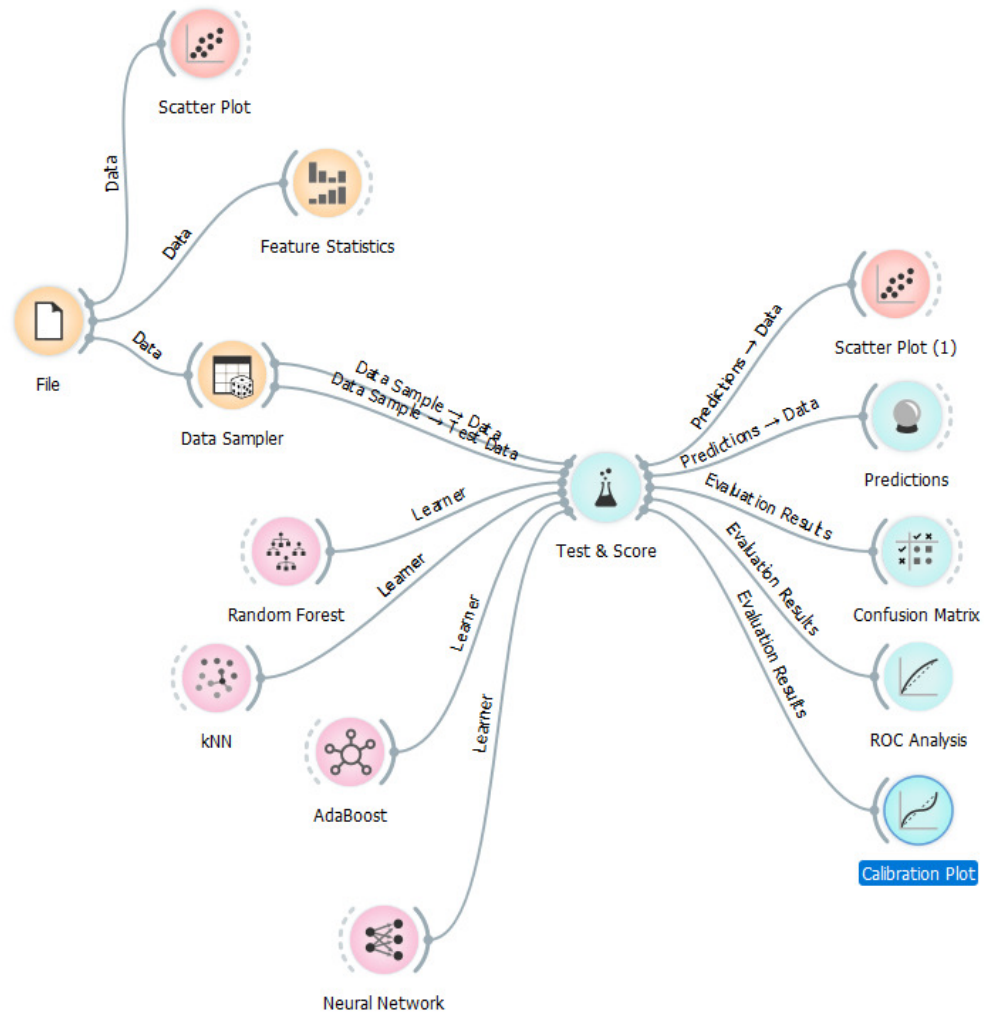 Scatter Plot
Data
Feature Statistics
Data
File
Data
Data Sampler
Data Sample → Data
Data Sample → Test Data
Learner
Random Forest
Learner
kNN
Learner
AdaBoost
Learner
Neural Network
Test & Score
Predictions → Data
Scatter Plot (1)
Predictions → Data
Predictions
Evaluation Results
Confusion Matrix
Evaluation Results
ROC Analysis
Evaluation Results
Calibration Plot